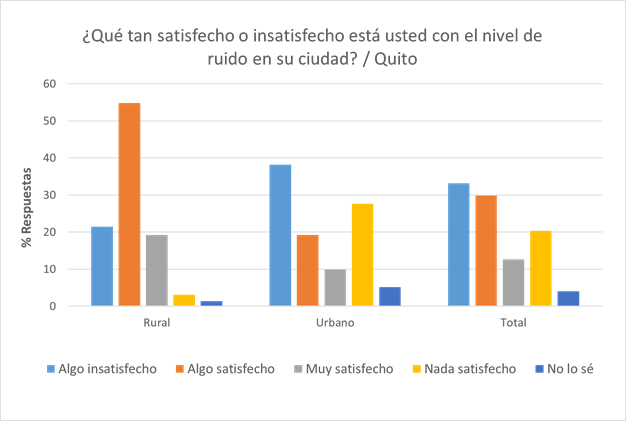 ¿Qué tan satisfecho o insatisfecho está usted con el nivel de
ruido en su ciudad? / Quito
60
50
40
30
20
10
0
% Respuestas
Rural
Urbano
Total
Algo insatisfecho
Algo satisfecho
Muy satisfecho
Nada satisfecho
No lo sé